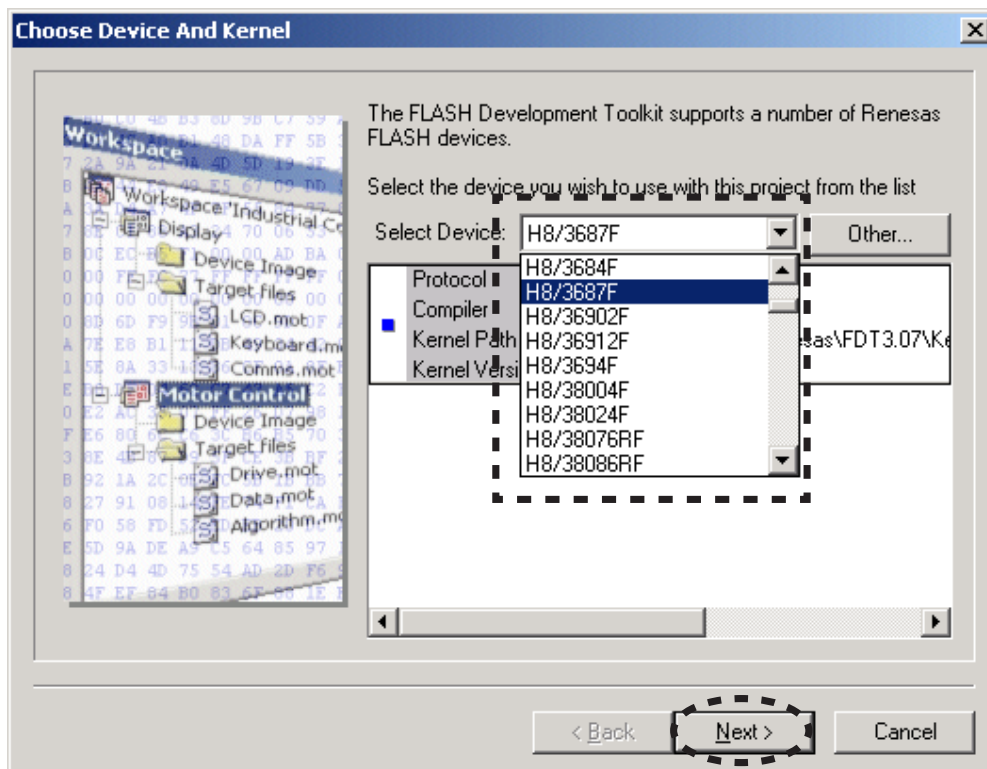 Choose Device And Kernel
The FLASH Development Toolkit supports a number of Renesas
FLASH devices.
Select the device you wish to use with this project from the list
Select Device:
H8/3687F
Other...
H8/3684F
H8/3687F
H8/36902F
H8/36912F
H8/3694F
H8/38004F
H8/38024F
H8/38076RF
H8/38086RF
Protocol
Compiler
Kernel Path
Kernel Versi
sas\FDT3.07\Ke
Workspace
Workspace 'Industrial Co
Display
Device Image
Target files
LCD.mot
Keyboard.m
Comms.mot
Motor Control
Device Image
Target files
Drive.mot
Data.mot
Algorithm.mo
< Back
Next >
Cancel